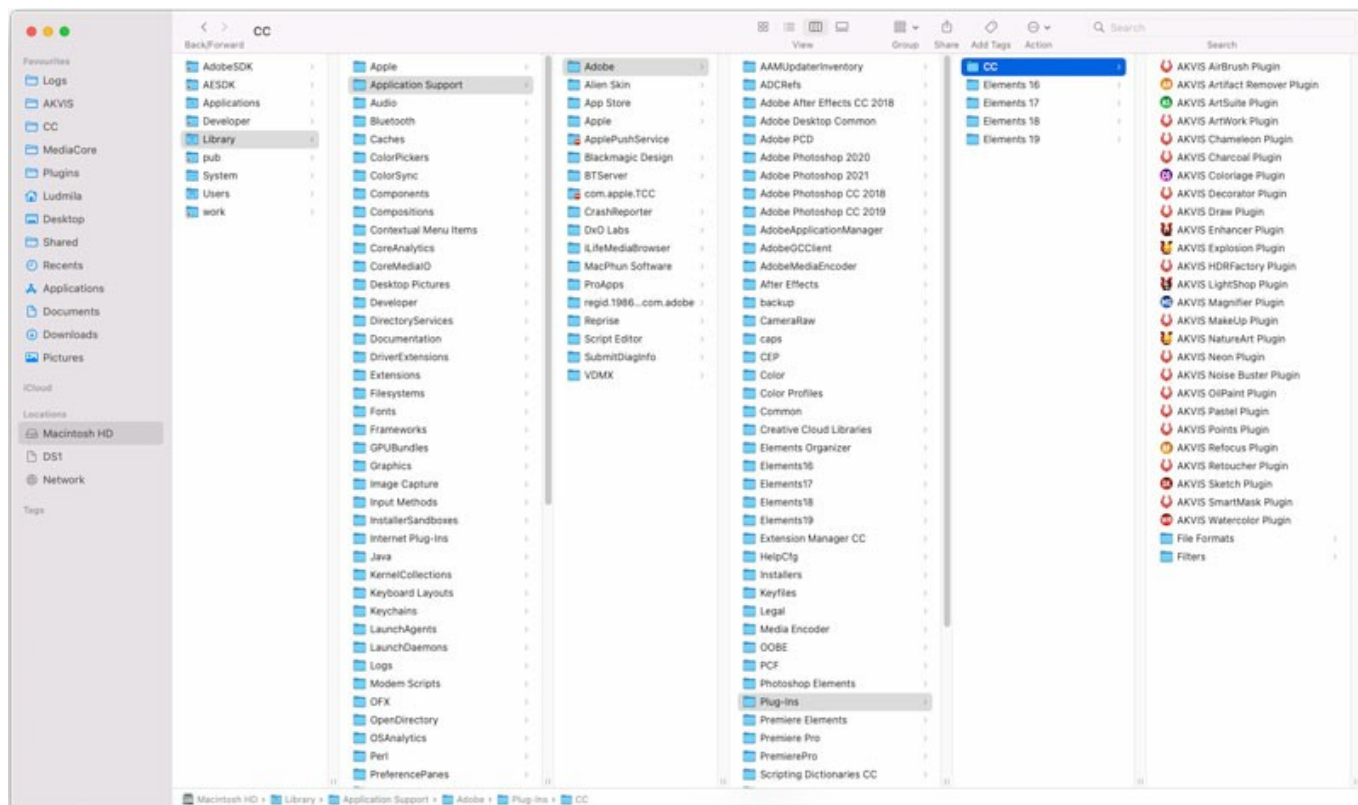 CC
Back/Forward
View
Group
Share
Add Tags
Action
Search
Search
Favourites
Logs
AKVIS
CC
MediaCore
Plugins
Ludmila
Desktop
Shared
Recents
Applications
Documents
Downloads
Pictures
iCloud
Locations
Macintosh HD
DS1
Network
Tags
AdobeSDK
AESDK
Applications
Developer
Library
pub
System
Users
work
Apple
Application Support
Audio
Bluetooth
Caches
ColorPickers
ColorSync
Components
Compositions
Contextual Menu Items
CoreAnalytics
CoreMediaIO
Desktop Pictures
Developer
DirectoryServices
Documentation
DriverExtensions
Extensions
Filesystems
Fonts
Frameworks
GPUBundles
Graphics
Image Capture
Input Methods
InstallerSandboxes
Internet Plug-Ins
Java
KernelCollections
Keyboard Layouts
Keychains
LaunchAgents
LaunchDaemons
Logs
Modem Scripts
OFX
OpenDirectory
OSAnalytics
Perl
PreferencePanes
Adobe
Alien Skin
App Store
Apple
ApplePushService
Blackmagic Design
BTServer
com.apple.TCC
CrashReporter
DxO Labs
iLifeMediaBrowser
MacPhun Software
ProApps
regid.1986...com.adobe
Reprise
Script Editor
SubmitDiagInfo
VDMX
AAMUpdaterInventory
ADCRefs
Adobe After Effects CC 2018
Adobe Desktop Common
Adobe PCD
Adobe Photoshop 2020
Adobe Photoshop 2021
Adobe Photoshop CC 2018
Adobe Photoshop CC 2019
AdobeApplicationManager
AdobeGCClient
AdobeMediaEncoder
After Effects
backup
CameraRaw
caps
CEP
Color
Color Profiles
Common
Creative Cloud Libraries
Elements Organizer
Elements16
Elements17
Elements18
Elements19
Extension Manager CC
HelpCfg
Installers
Keyfiles
Legal
Media Encoder
OOBE
PCF
Photoshop Elements
Plug-Ins
Premiere Elements
Premiere Pro
PremierePro
Scripting Dictionaries CC
CC
Elements 16
Elements 17
Elements 18
Elements 19
AKVIS AirBrush Plugin
AKVIS Artifact Remover Plugin
AKVIS ArtSuite Plugin
AKVIS ArtWork Plugin
AKVIS Chameleon Plugin
AKVIS Charcoal Plugin
AKVIS Coloriage Plugin
AKVIS Decorator Plugin
AKVIS Draw Plugin
AKVIS Enhancer Plugin
AKVIS Explosion Plugin
AKVIS HDRFactory Plugin
AKVIS LightShop Plugin
AKVIS Magnifier Plugin
AKVIS MakeUp Plugin
AKVIS NatureArt Plugin
AKVIS Neon Plugin
AKVIS Noise Buster Plugin
AKVIS OilPaint Plugin
AKVIS Pastel Plugin
AKVIS Points Plugin
AKVIS Refocus Plugin
AKVIS Retoucher Plugin
AKVIS Sketch Plugin
AKVIS SmartMask Plugin
AKVIS Watercolor Plugin
File Formats
Filters
Macintosh HD › Library › Application Support › Adobe › Plug-Ins › CC